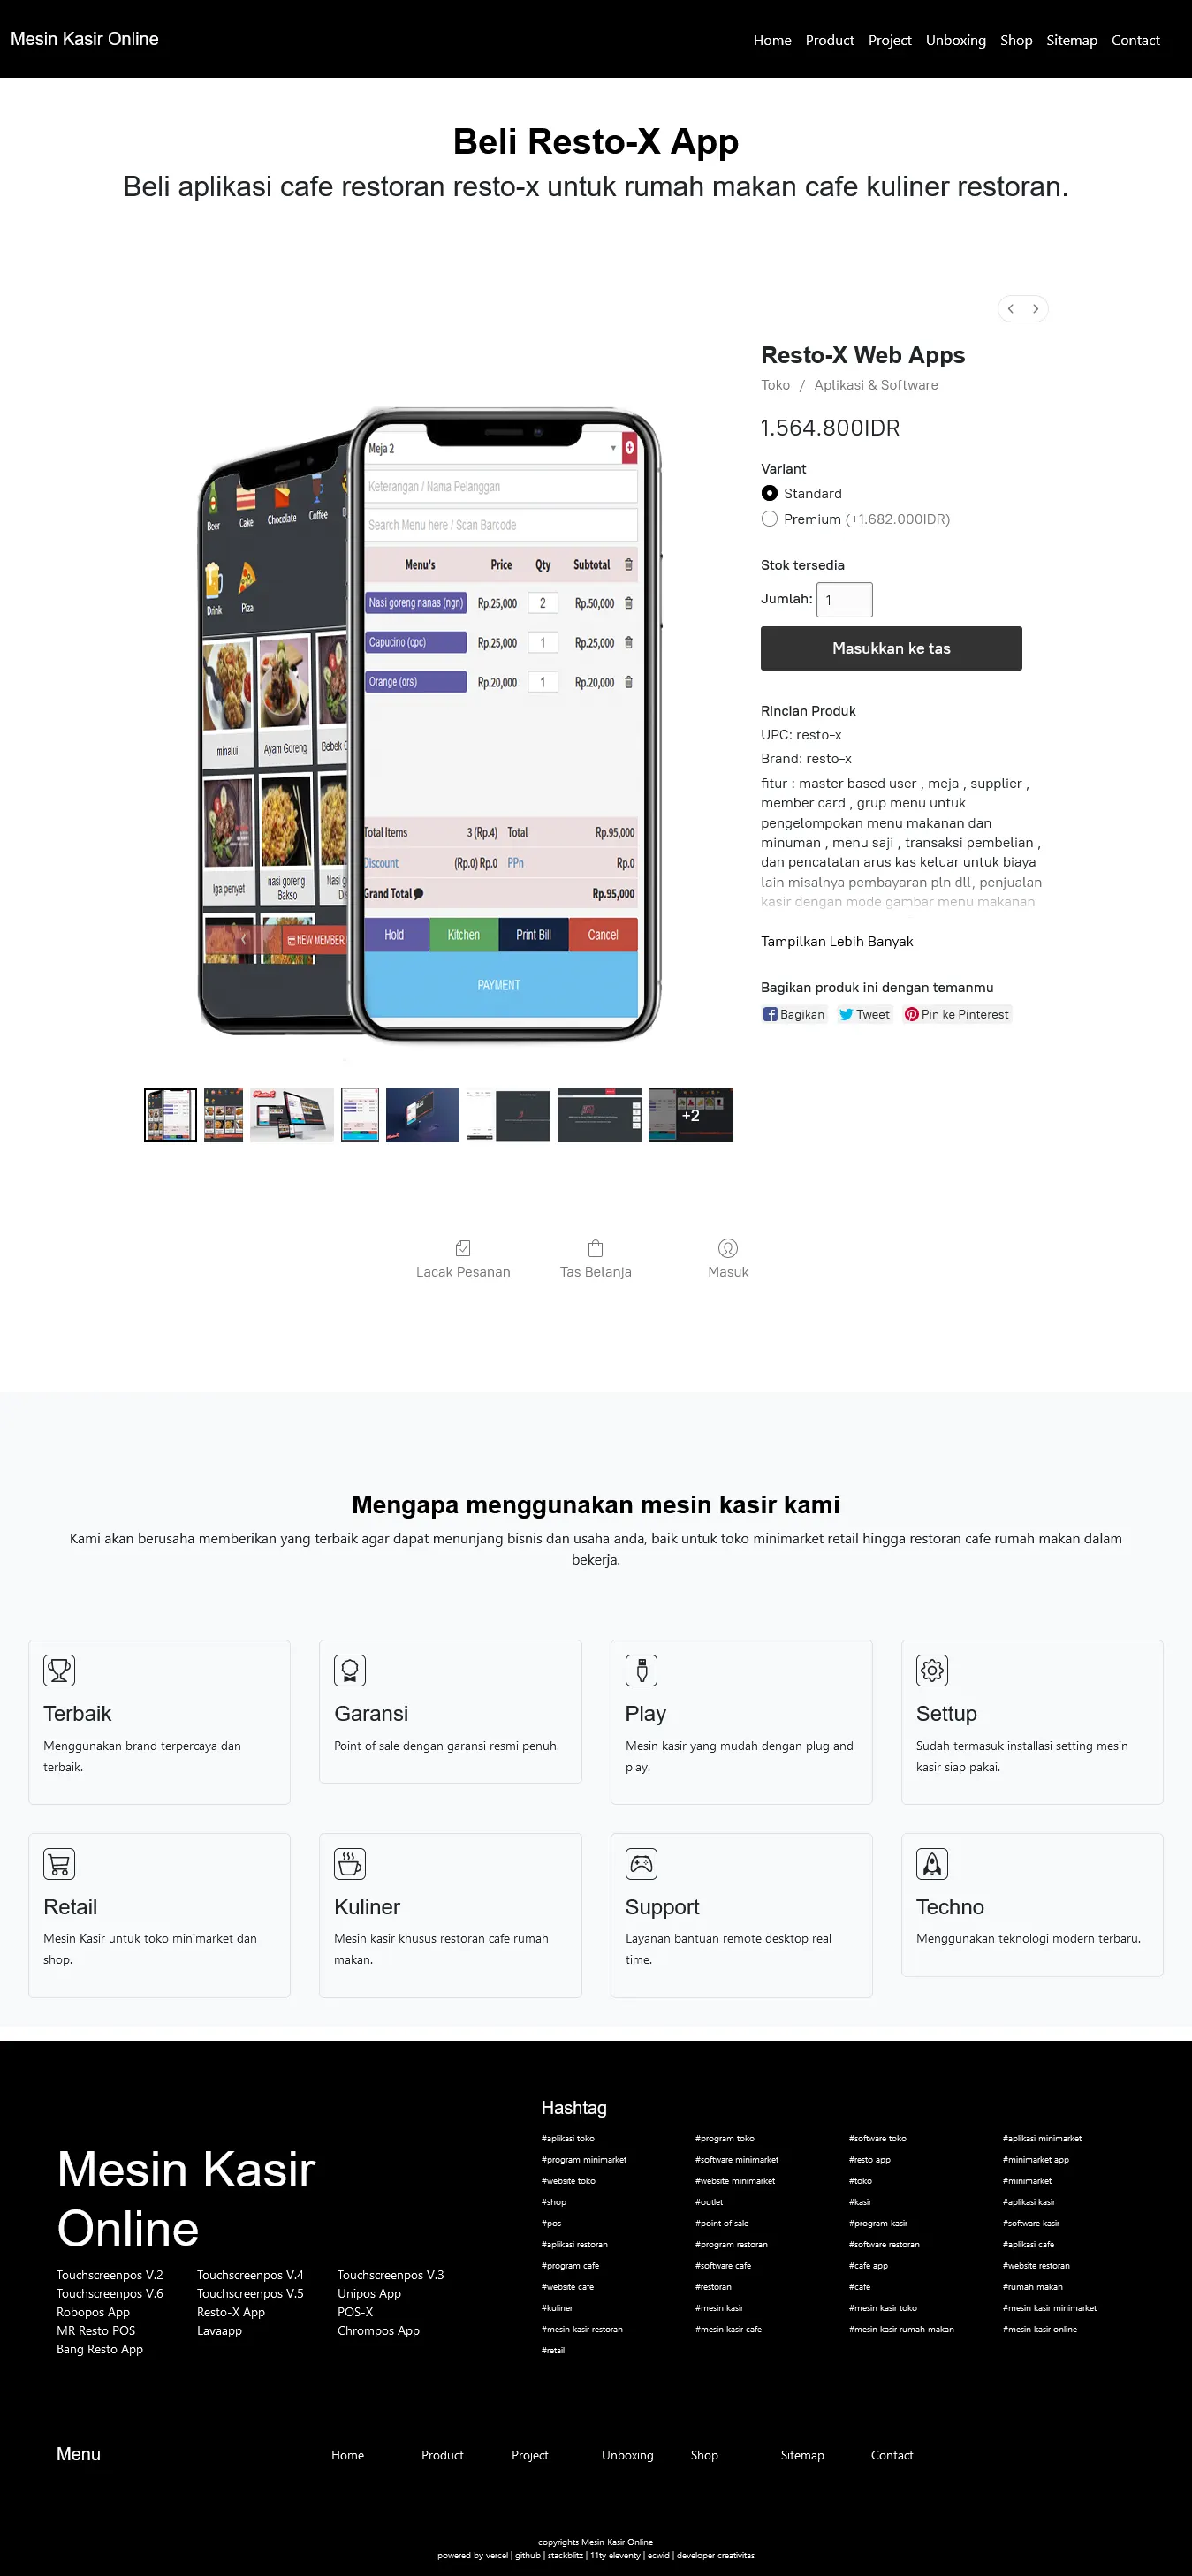 Mesin Kasir Online
Home Product Project Unboxing Shop Sitemap Contact
Beli Resto-X App
Beli aplikasi cafe restoran resto-x untuk rumah makan cafe kuliner restoran.
Resto-X Web Apps
Toko / Aplikasi & Software
1.564.800IDR
Variant
Standard
Premium (+1.682.000IDR)
Stok tersedia
Jumlah: 1
Masukkan ke tas
Rincian Produk
UPC: resto-x
Brand: resto-x
fitur : master based user , meja , supplier ,
member card , grup menu untuk
pengelompokan menu makanan dan
minuman , menu saji , transaksi pembelian ,
dan pencatatan arus kas keluar untuk biaya
lain misalnya pembayaran pln dll, penjualan
kasir dengan mode gambar menu makanan
Tampilkan Lebih Banyak
Bagikan produk ini dengan temanmu
Bagikan Tweet Pin ke Pinterest
Beer Cake Chocolate Coffee
Drink Piza
minalui Ayam Goreng Bebek G
Iga penyet nasi goreng Bakso Nasi g
NEW MEMBER
Meja 2
Keterangan / Nama Pelanggan
Search Menu here / Scan Barcode
Menu's Price Qty Subtotal
Nasi goreng nanas (ngn) Rp.25,000 2 Rp.50,000
Capucino (cpc) Rp.25,000 1 Rp.25,000
Orange (ors) Rp.20,000 1 Rp.20,000
Total Items 3 (Rp.4) Total Rp.95,000
Discount (Rp.0) Rp.0 PPn Rp.0
Grand Total Rp.95,000
Hold Kitchen Print Bill Cancel
PAYMENT
+2
Lacak Pesanan Tas Belanja Masuk
Mengapa menggunakan mesin kasir kami
Kami akan berusaha memberikan yang terbaik agar dapat menunjang bisnis dan usaha anda, baik untuk toko minimarket retail hingga restoran cafe rumah makan dalam
bekerja.
Terbaik
Menggunakan brand terpercaya dan
terbaik.
Garansi
Point of sale dengan garansi resmi penuh.
Play
Mesin kasir yang mudah dengan plug and
play.
Settup
Sudah termasuk installasi setting mesin
kasir siap pakai.
Retail
Mesin Kasir untuk toko minimarket dan
shop.
Kuliner
Mesin kasir khusus restoran cafe rumah
makan.
Support
Layanan bantuan remote desktop real
time.
Techno
Menggunakan teknologi modern terbaru.
Mesin Kasir
Online
Touchscreenpos V.2 Touchscreenpos V.4 Touchscreenpos V.3
Touchscreenpos V.6 Touchscreenpos V.5 Unipos App
Robopos App Resto-X App POS-X
MR Resto POS Lavaapp Chrompos App
Bang Resto App
Hashtag
#aplikasi toko #program toko #software toko #aplikasi minimarket
#program minimarket #software minimarket #resto app #minimarket app
#website toko #website minimarket #toko #minimarket
#shop #outlet #kasir #aplikasi kasir
#pos #point of sale #program kasir #software kasir
#aplikasi restoran #program restoran #software restoran #aplikasi cafe
#program cafe #software cafe #cafe app #website restoran
#website cafe #restoran #cafe #rumah makan
#kuliner #mesin kasir #mesin kasir toko #mesin kasir minimarket
#mesin kasir restoran #mesin kasir cafe #mesin kasir rumah makan #mesin kasir online
#retail
Menu Home Product Project Unboxing Shop Sitemap Contact
copyrights Mesin Kasir Online
powered by vercel | github | stackblitz | 11ty eleventy | ecwid | developer creativitas